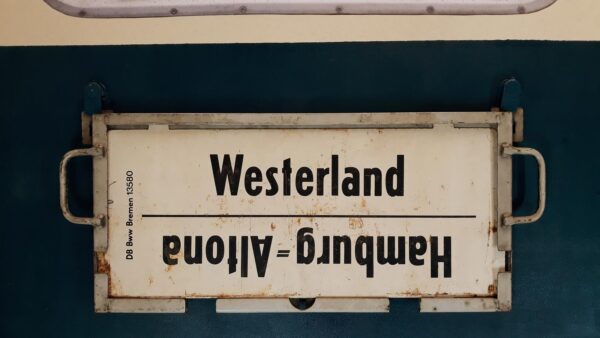 Westerland
Hamburg=Altona
DB Bww Bremen 13580